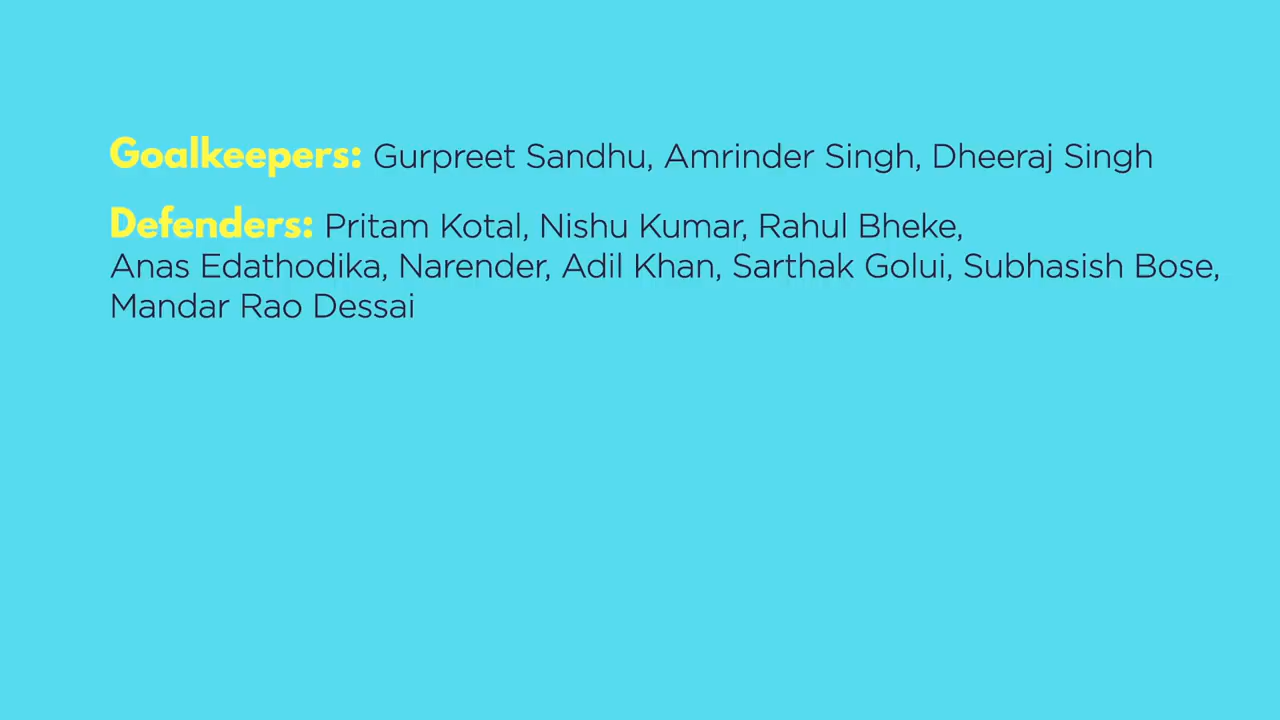 Goalkeepers: Gurpreet Sandhu, Amrinder Singh, Dheeraj Singh
Defenders: Pritam Kotal, Nishu Kumar, Rahul Bheke,
Anas Edathodika, Narender, Adil Khan, Sarthak Golui, Subhasish Bose,
Mandar Rao Dessai